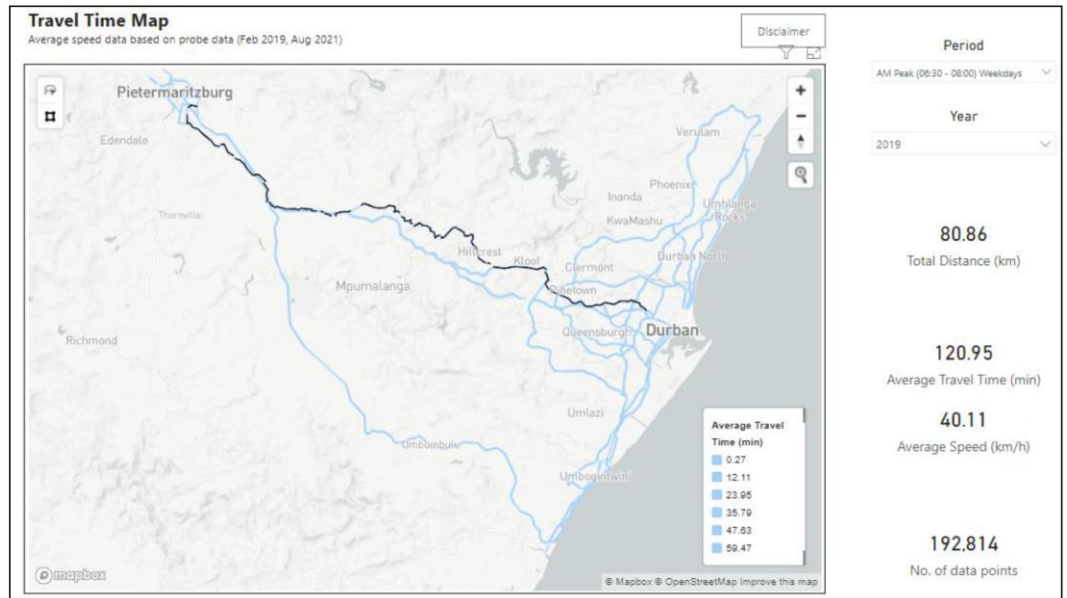 Travel Time Map
Average speed data based on probe data (Feb 2019, Aug 2021)
Disclaimer
Pietermaritzburg
Edendale
Thornville
Richmond
Mpumalanga
Hillcrest
Kloof
Verulam
Phoenix
Inanda
Umhlanga
Rocks
KwaMashu
Durban North
Clermont
Pinetown
Queensburgh
Durban
Umlazi
Umbumbulu
Umbogintwini
Average Travel
Time (min)
0.27
12.11
23.95
35.79
47.63
59.47
mapbox
© Mapbox © OpenStreetMap Improve this map
Period
AM Peak (06:30 - 08:00) Weekdays
Year
2019
80.86
Total Distance (km)
120.95
Average Travel Time (min)
40.11
Average Speed (km/h)
192,814
No. of data points